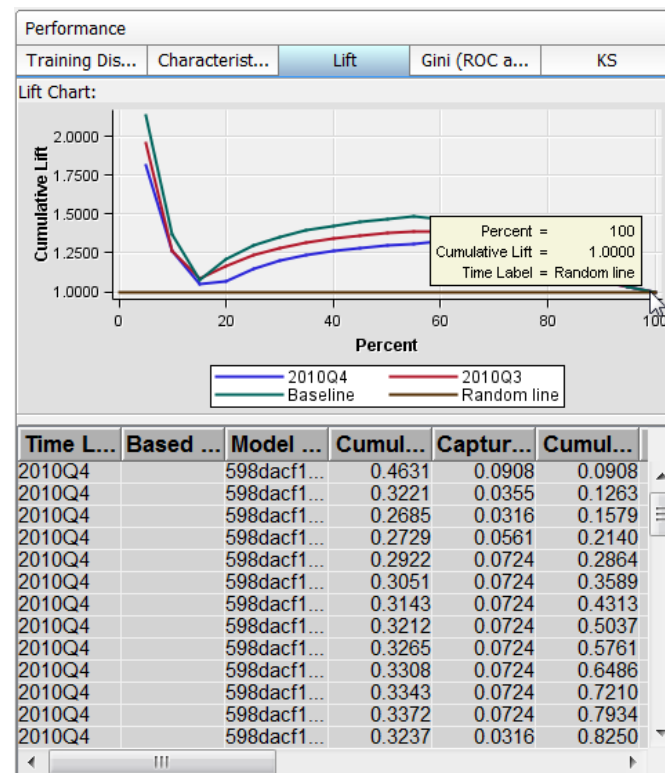 Performance
Training Dis... Characterist... Lift Gini (ROC a... KS
Lift Chart:
Cumulative Lift
2.0000
1.7500
1.5000
1.2500
1.0000
Percent = 100
Cumulative Lift = 1.0000
Time Label = Random line
0 20 40 60 80 100
Percent
2010Q4 2010Q3
Baseline Random line
Time L... Based ... Model ... Cumul... Captur... Cumul...
2010Q4 598dacf1... 0.4631 0.0908 0.0908
2010Q4 598dacf1... 0.3221 0.0355 0.1263
2010Q4 598dacf1... 0.2685 0.0316 0.1579
2010Q4 598dacf1... 0.2729 0.0561 0.2140
2010Q4 598dacf1... 0.2922 0.0724 0.2864
2010Q4 598dacf1... 0.3051 0.0724 0.3589
2010Q4 598dacf1... 0.3143 0.0724 0.4313
2010Q4 598dacf1... 0.3212 0.0724 0.5037
2010Q4 598dacf1... 0.3265 0.0724 0.5761
2010Q4 598dacf1... 0.3308 0.0724 0.6486
2010Q4 598dacf1... 0.3343 0.0724 0.7210
2010Q4 598dacf1... 0.3372 0.0724 0.7934
2010Q4 598dacf1... 0.3237 0.0316 0.8250